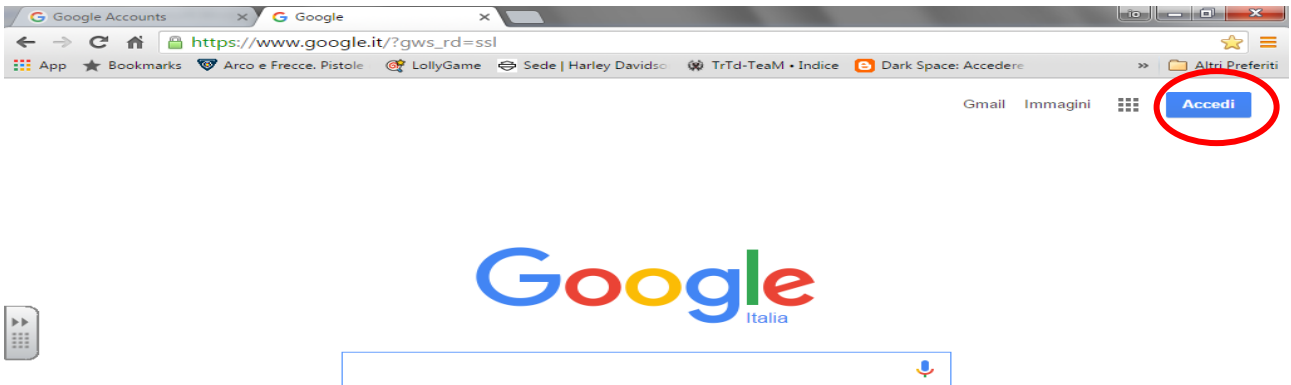 Google Accounts Google io
https://www.google.it/?gws_rd=ssl
App Bookmarks Arco e Frecce. Pistole LollyGame Sede | Harley Davidso TrTd-TeaM • Indice Dark Space: Accedere » Altri Preferiti
Gmail Immagini Accedi
Google
Italia